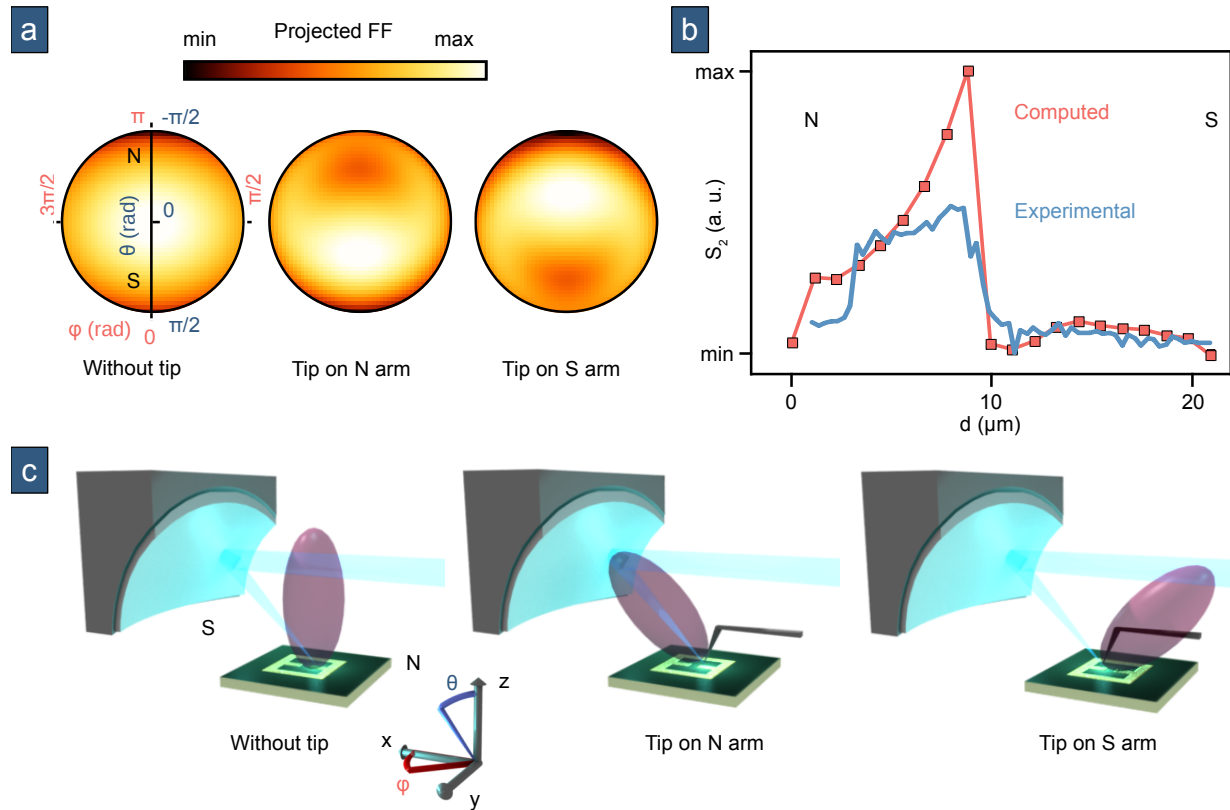 a
Projected FF
min
max
π
-π/2
N
3π/2
θ (rad)
0
π/2
S
φ (rad)
0
π/2
Without tip
Tip on N arm
Tip on S arm
b
max
N
S
Computed
Experimental
S₂ (a. u.)
min
0
10
20
d (µm)
c
S
N
θ
z
x
φ
y
Without tip
Tip on N arm
Tip on S arm